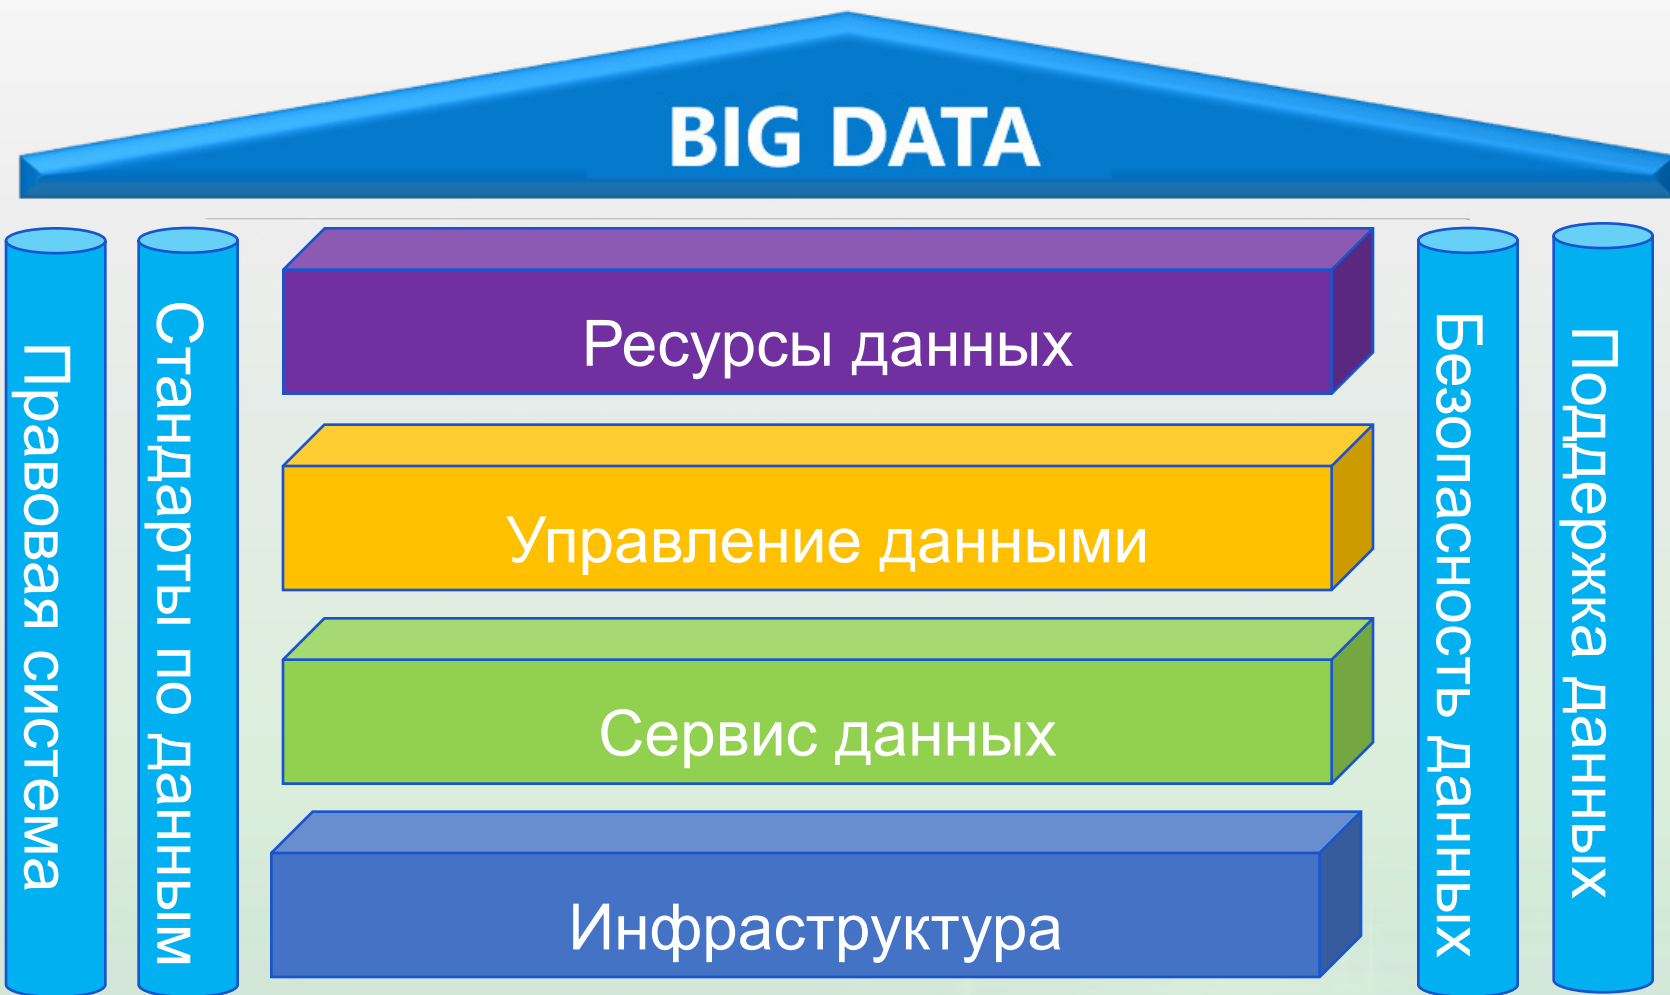 BIG DATA
Правовая система
Стандарты по данным
Ресурсы данных
Управление данными
Сервис данных
Инфраструктура
Безопасность данных
Поддержка данных